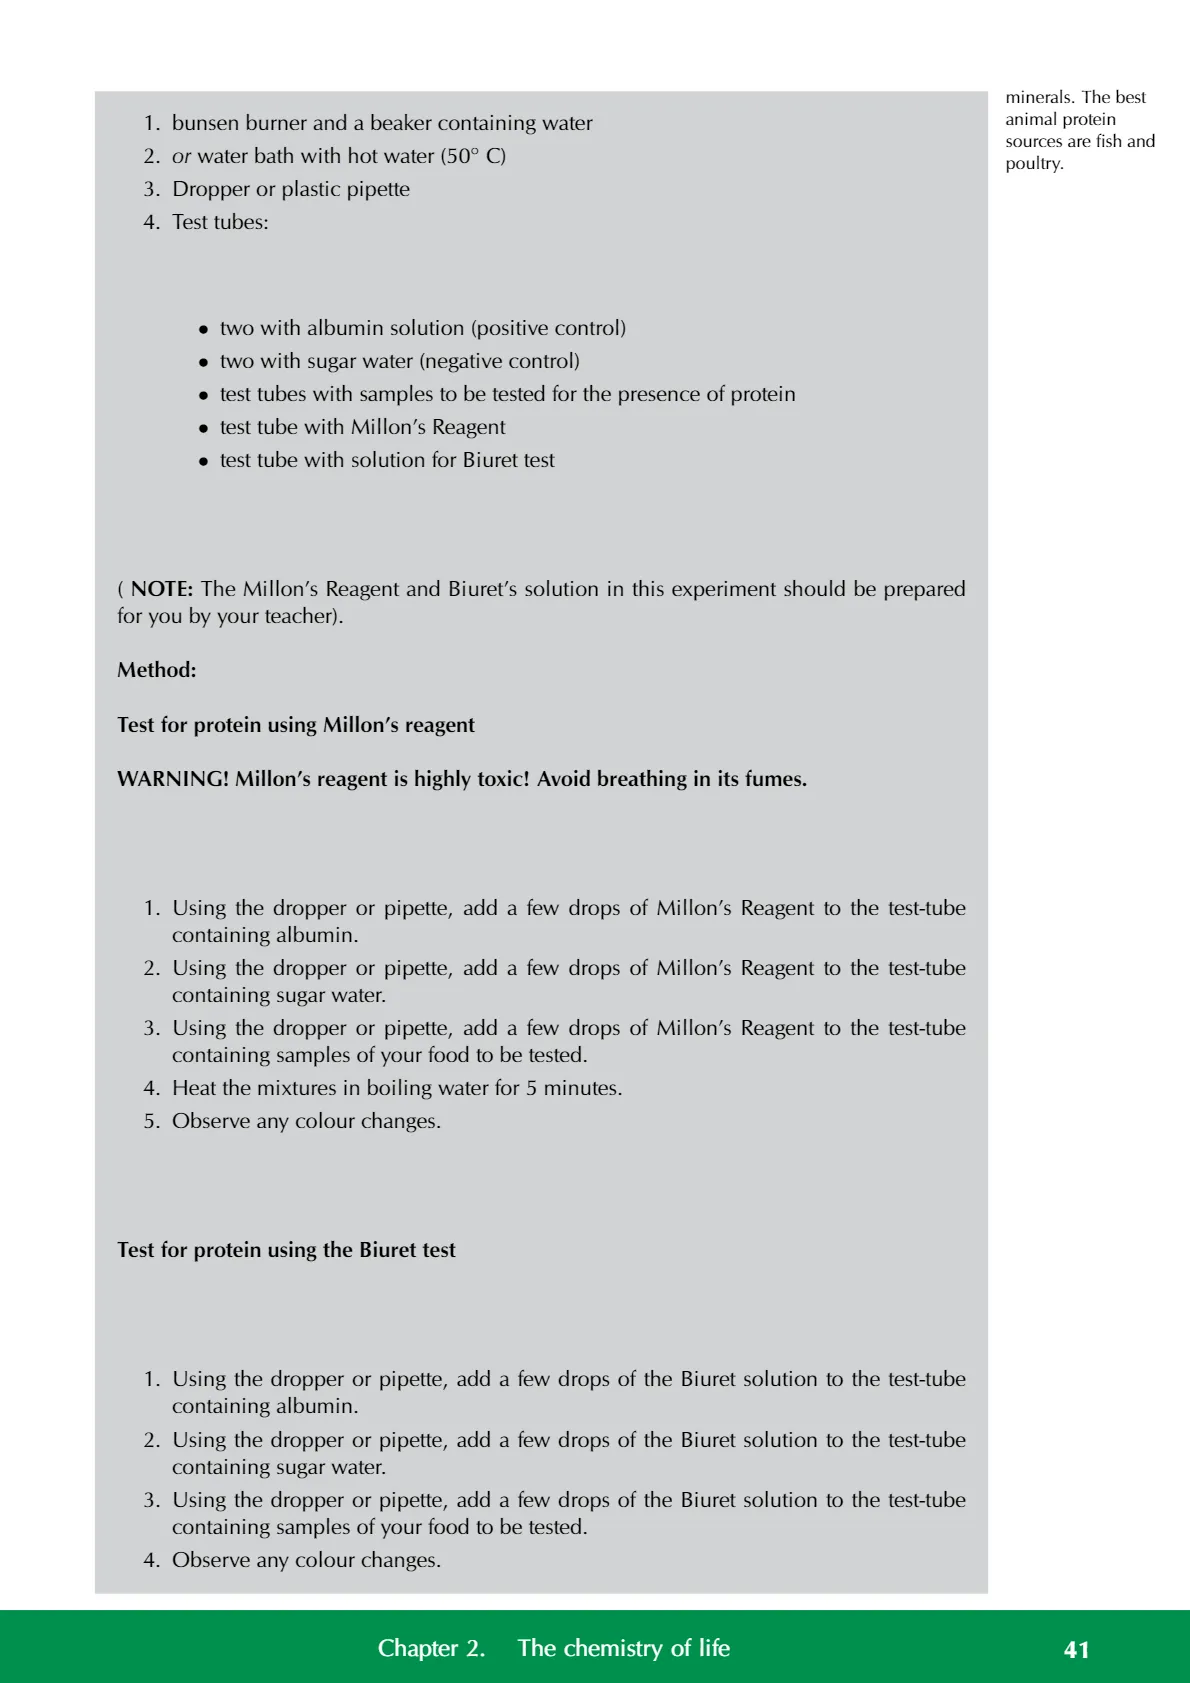 1. bunsen burner and a beaker containing water
2. or water bath with hot water (50° C)
3. Dropper or plastic pipette
4. Test tubes:
• two with albumin solution (positive control)
• two with sugar water (negative control)
• test tubes with samples to be tested for the presence of protein
• test tube with Millon’s Reagent
• test tube with solution for Biuret test
( NOTE: The Millon’s Reagent and Biuret’s solution in this experiment should be prepared
for you by your teacher).
Method:
Test for protein using Millon’s reagent
WARNING! Millon’s reagent is highly toxic! Avoid breathing in its fumes.
1. Using the dropper or pipette, add a few drops of Millon’s Reagent to the test-tube
containing albumin.
2. Using the dropper or pipette, add a few drops of Millon’s Reagent to the test-tube
containing sugar water.
3. Using the dropper or pipette, add a few drops of Millon’s Reagent to the test-tube
containing samples of your food to be tested.
4. Heat the mixtures in boiling water for 5 minutes.
5. Observe any colour changes.
Test for protein using the Biuret test
1. Using the dropper or pipette, add a few drops of the Biuret solution to the test-tube
containing albumin.
2. Using the dropper or pipette, add a few drops of the Biuret solution to the test-tube
containing sugar water.
3. Using the dropper or pipette, add a few drops of the Biuret solution to the test-tube
containing samples of your food to be tested.
4. Observe any colour changes.
minerals. The best
animal protein
sources are fish and
poultry.
Chapter 2. The chemistry of life 41